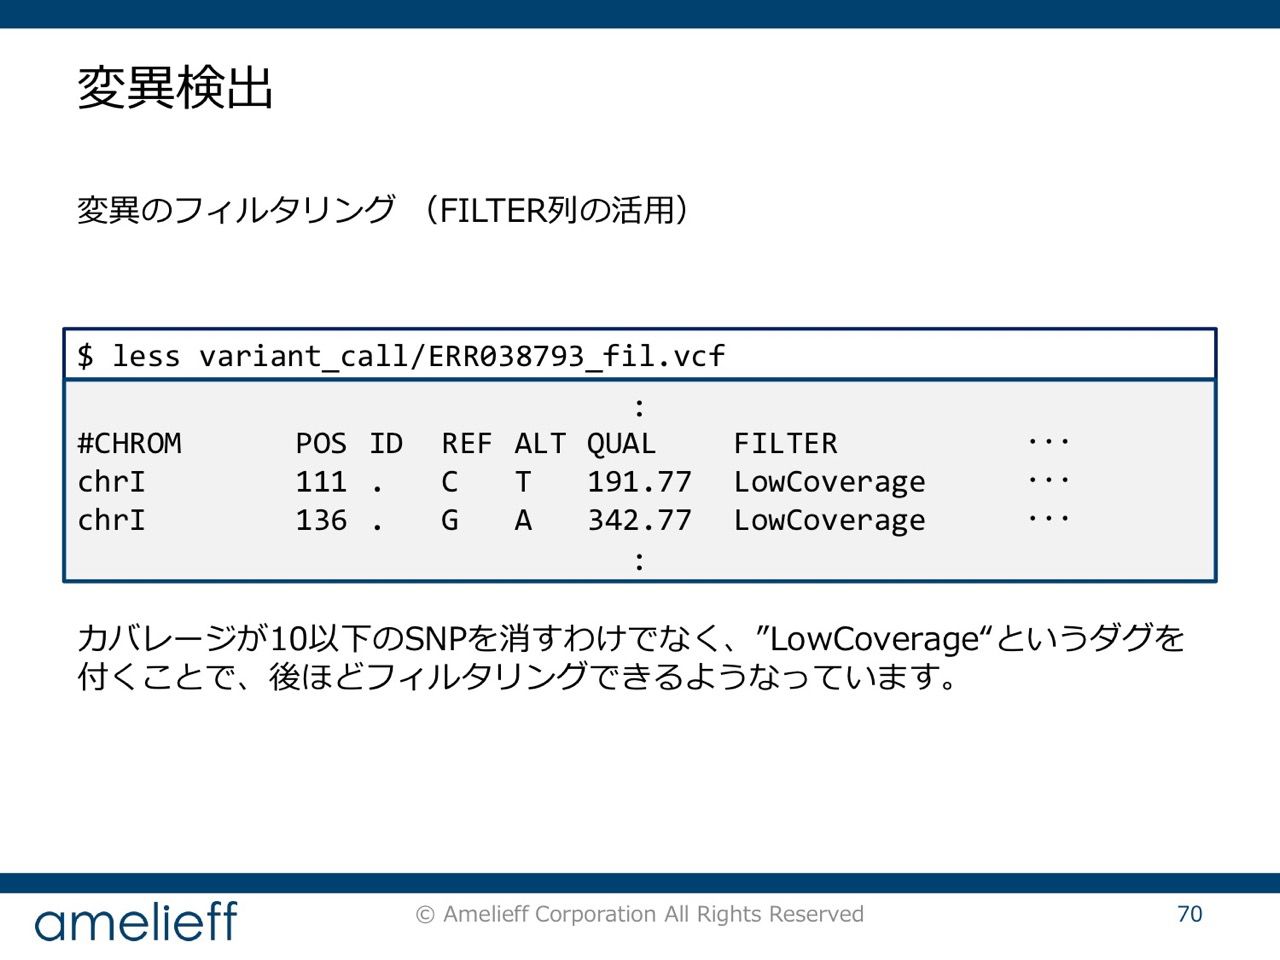 変異検出
変異のフィルタリング （FILTER列の活用）
$ less variant_call/ERR038793_fil.vcf
:
#CHROM POS ID REF ALT QUAL FILTER ･･･
chrI 111 . C T 191.77 LowCoverage ･･･
chrI 136 . G A 342.77 LowCoverage ･･･
:
カバレージが10以下のSNPを消すわけでなく、”LowCoverage“というダグを
付くことで、後ほどフィルタリングできるようなっています。
amelieff
© Amelieff Corporation All Rights Reserved
70